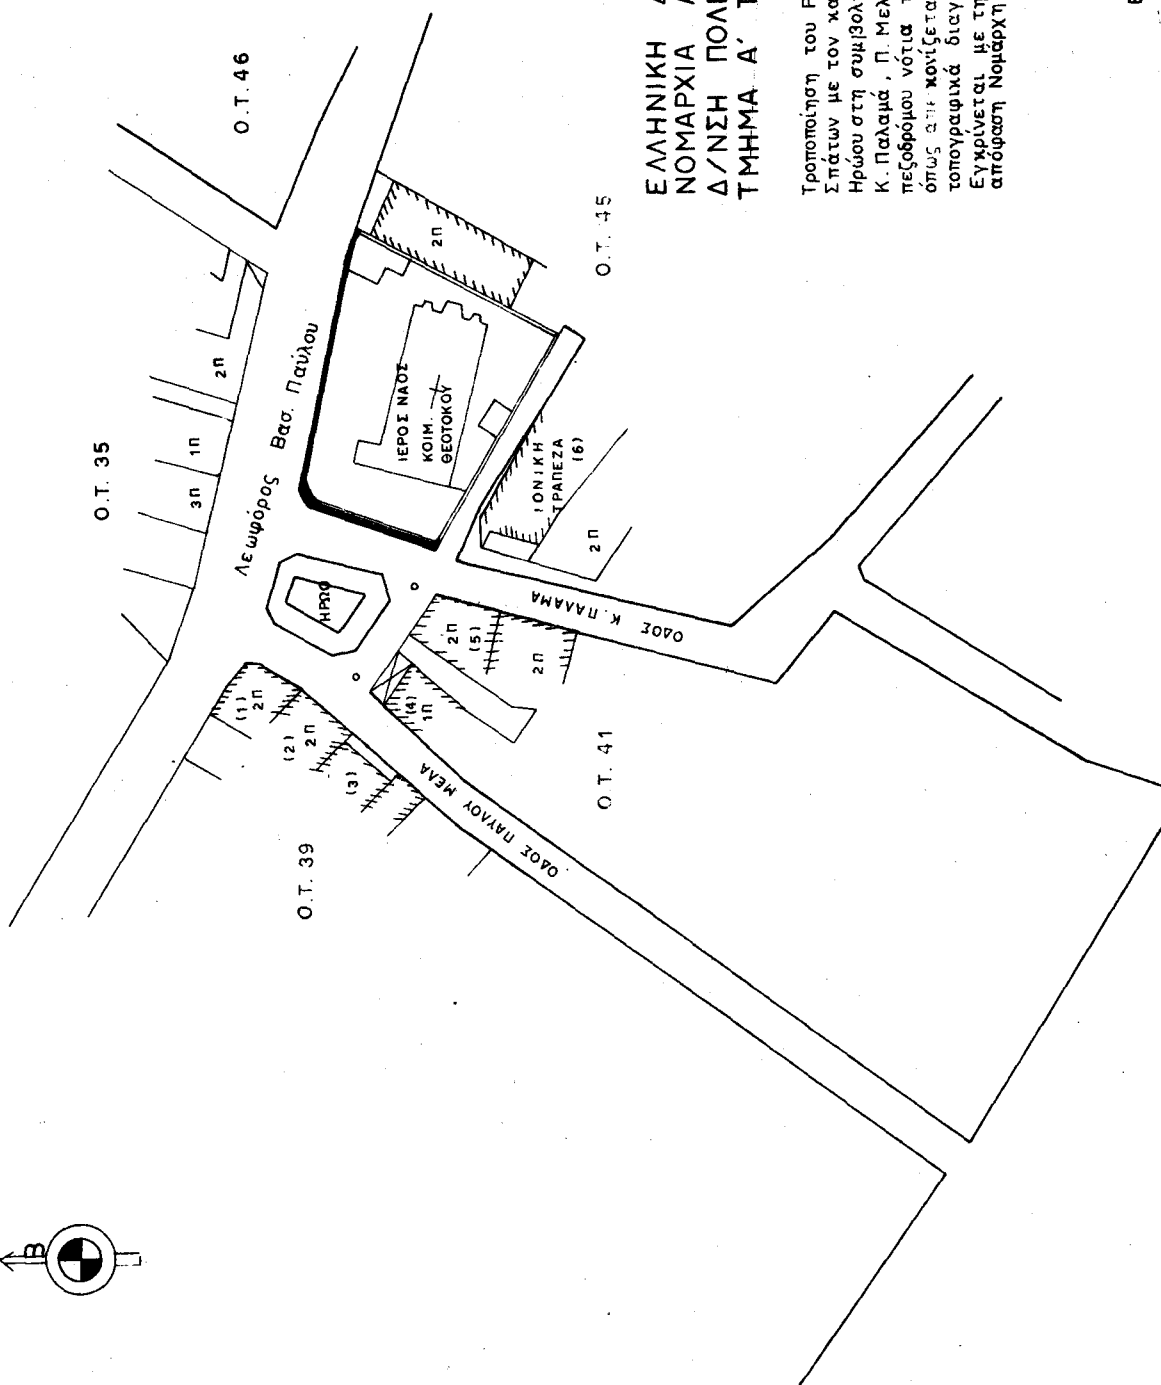 Ο.Τ. 46
Ο.Τ. 35
Ο.Τ. 45
Ο.Τ. 41
Ο.Τ. 39
Λεωφόρος Βασ. Παύλου
2Π
1Π
3Π
2Π
ΙΕΡΟΣ ΝΑΟΣ
ΚΟΙΜ.
ΘΕΟΤΟΚΟΥ
ΙΟΝΙΚΗ
ΤΡΑΠΕΖΑ
(6)
2Π
ΗΡΩΟ
ΟΔΟΣ Κ. ΠΑΛΑΜΑ
2Π
(5)
2Π
(4)
1Π
(1)
2Π
(2)
2Π
(3)
ΟΔΟΣ ΠΑΥΛΟΥ ΜΕΛΑ
Β
ΕΛΛΗΝΙΚΗ
ΝΟΜΑΡΧΙΑ
Δ/ΝΣΗ ΠΟΛΕ
ΤΜΗΜΑ Α΄ Τ
Τροποποίηση του Ρ
Σπάτων με τον κα
Ηρώου στη συμβολ
Κ. Παλαμά, Π. Μελ
πεζοδρόμου νότια τ
όπως απεικονίζετα
τοπογραφικά διαγ
Εγκρίνεται με τη
απόφαση Νομάρχη